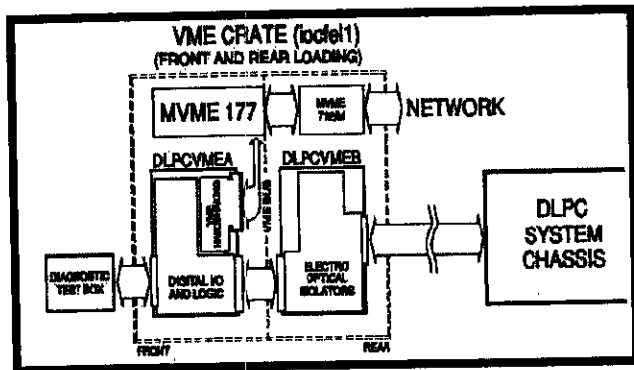 VME CRATE (iocfel1)
(FRONT AND REAR LOADING)
MVME 177
MVME
NETWORK
DLPCVMEA
DLPCVMEB
VME BUS
DLPC
SYSTEM
CHASSIS
DIAGNOSTIC
TEST BOX
DIGITAL I/O
AND LOGIC
ELECTRO
OPTICAL
ISOLATORS
FRONT
REAR